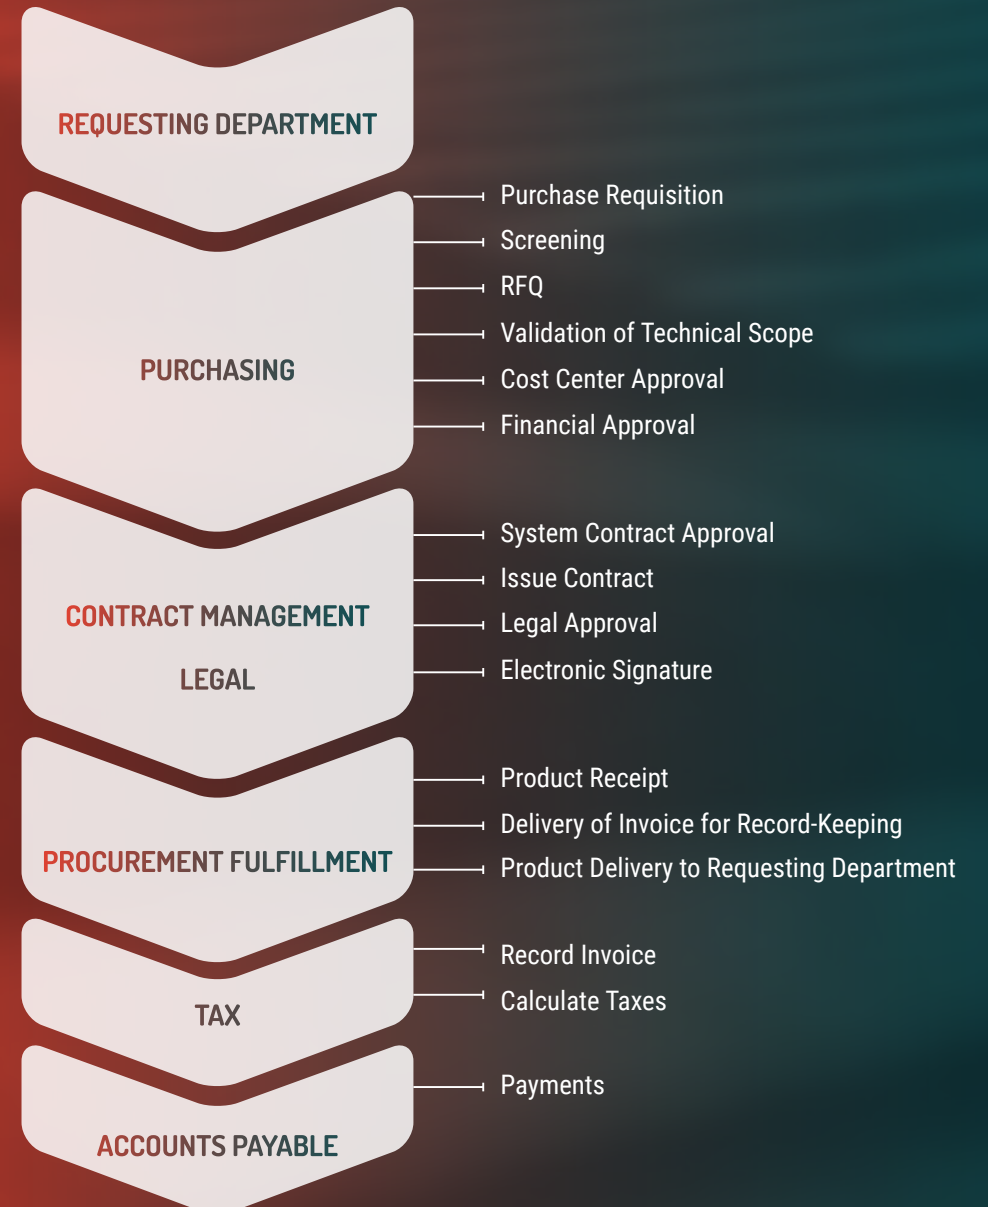 REQUESTING DEPARTMENT
PURCHASING
Purchase Requisition
Screening
RFQ
Validation of Technical Scope
Cost Center Approval
Financial Approval
CONTRACT MANAGEMENT
LEGAL
System Contract Approval
Issue Contract
Legal Approval
Electronic Signature
PROCUREMENT FULFILLMENT
Product Receipt
Delivery of Invoice for Record-Keeping
Product Delivery to Requesting Department
TAX
Record Invoice
Calculate Taxes
ACCOUNTS PAYABLE
Payments